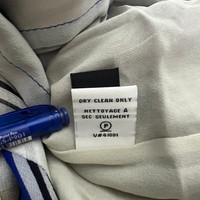 DRY CLEAN ONLY
NETTOYAGE A
SEC SEULEMENT
P
V#41001